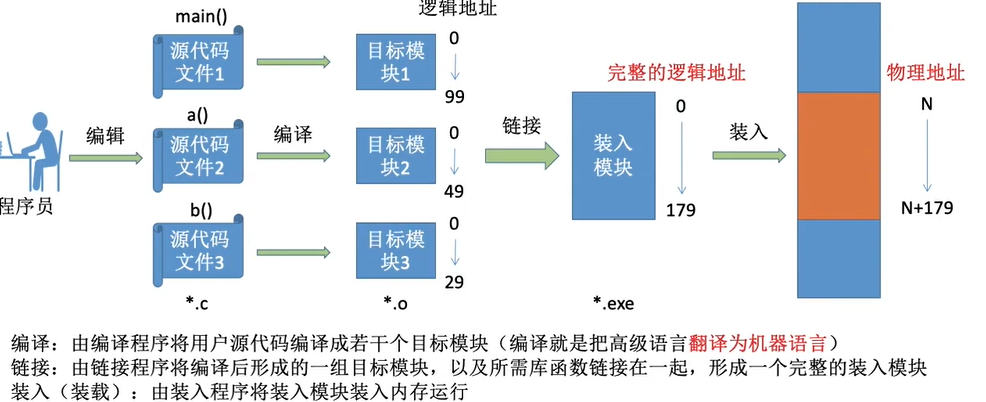 逻辑地址
main()
源代码
文件1
目标模
块1
0
99
完整的逻辑地址
物理地址
编辑
a()
源代码
文件2
编译
目标模
块2
0
49
链接
装入
模块
0
179
装入
N
N+179
程序员
b()
源代码
文件3
目标模
块3
0
29
*.c
*.o
*.exe
编译：由编译程序将用户源代码编译成若干个目标模块（编译就是把高级语言翻译为机器语言）
链接：由链接程序将编译后形成的一组目标模块，以及所需库函数链接在一起，形成一个完整的装入模块
装入（装载）：由装入程序将装入模块装入内存运行